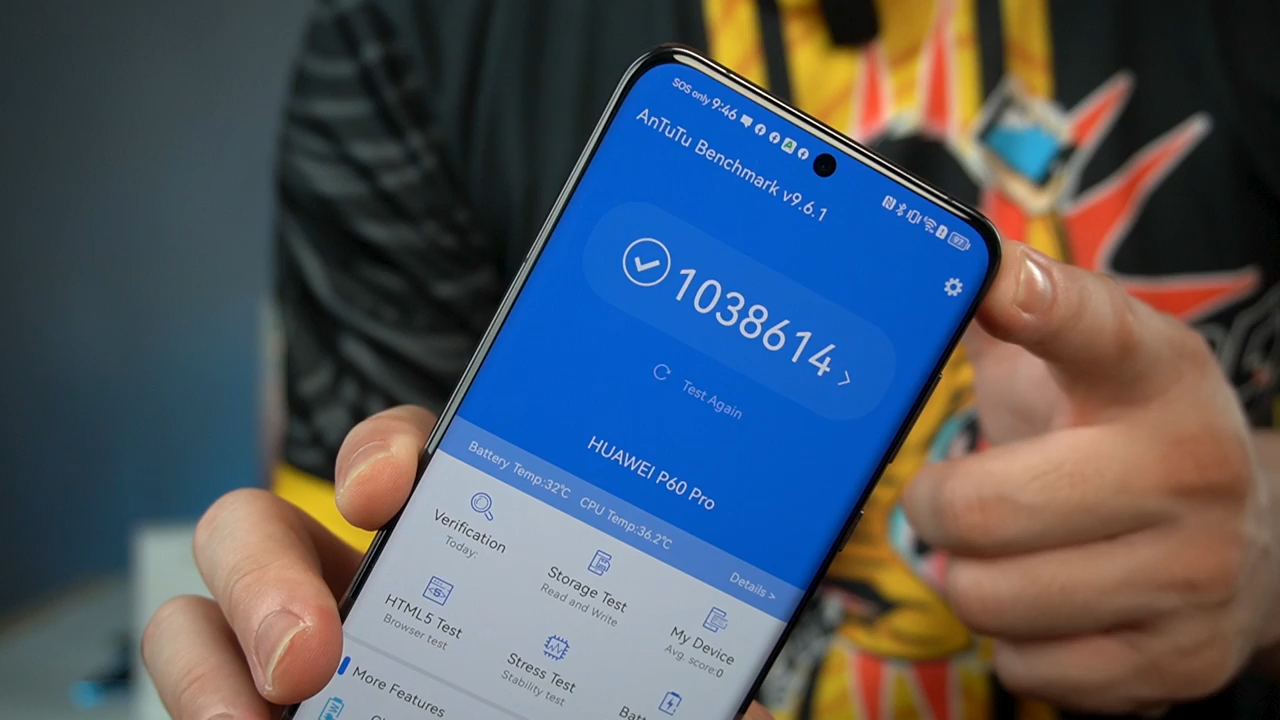 SOS only 9:46
97
AnTuTu Benchmark v9.6.1
1038614
Test Again
HUAWEI P60 Pro
Battery Temp:32℃ CPU Temp:36.2℃
Details >
Verification
Today:
Storage Test
Read and Write
My Device
Avg. score:0
HTML5 Test
Browser test
Stress Test
Stability test
More Features